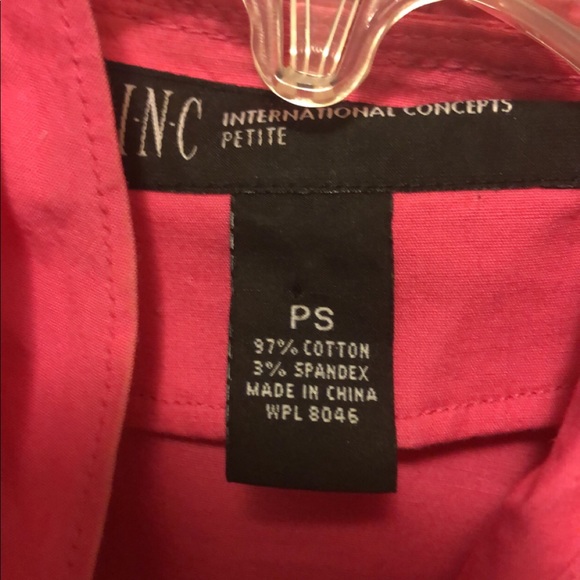 I·N·C INTERNATIONAL CONCEPTS
PETITE
PS
97% COTTON
3% SPANDEX
MADE IN CHINA
WPL 8046